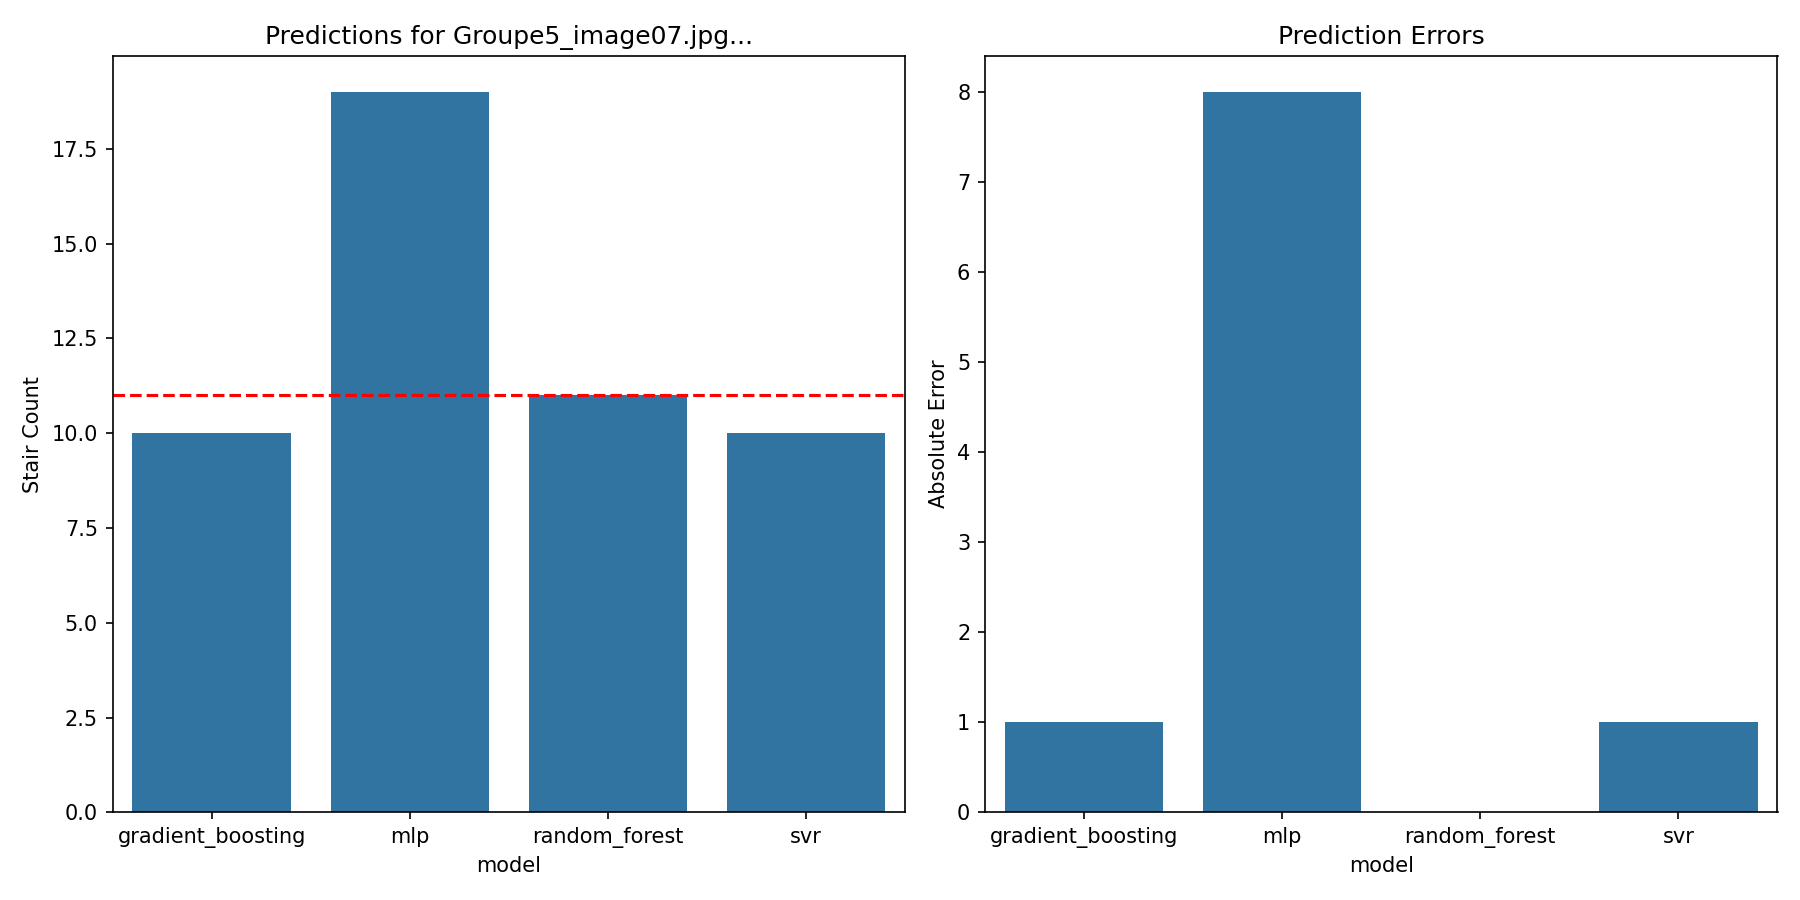 Predictions for Groupe5_image07.jpg...
Stair Count
17.5
15.0
12.5
10.0
7.5
5.0
2.5
0.0
gradient_boosting mlp random_forest svr
model
Prediction Errors
Absolute Error
8
7
6
5
4
3
2
1
0
gradient_boosting mlp random_forest svr
model